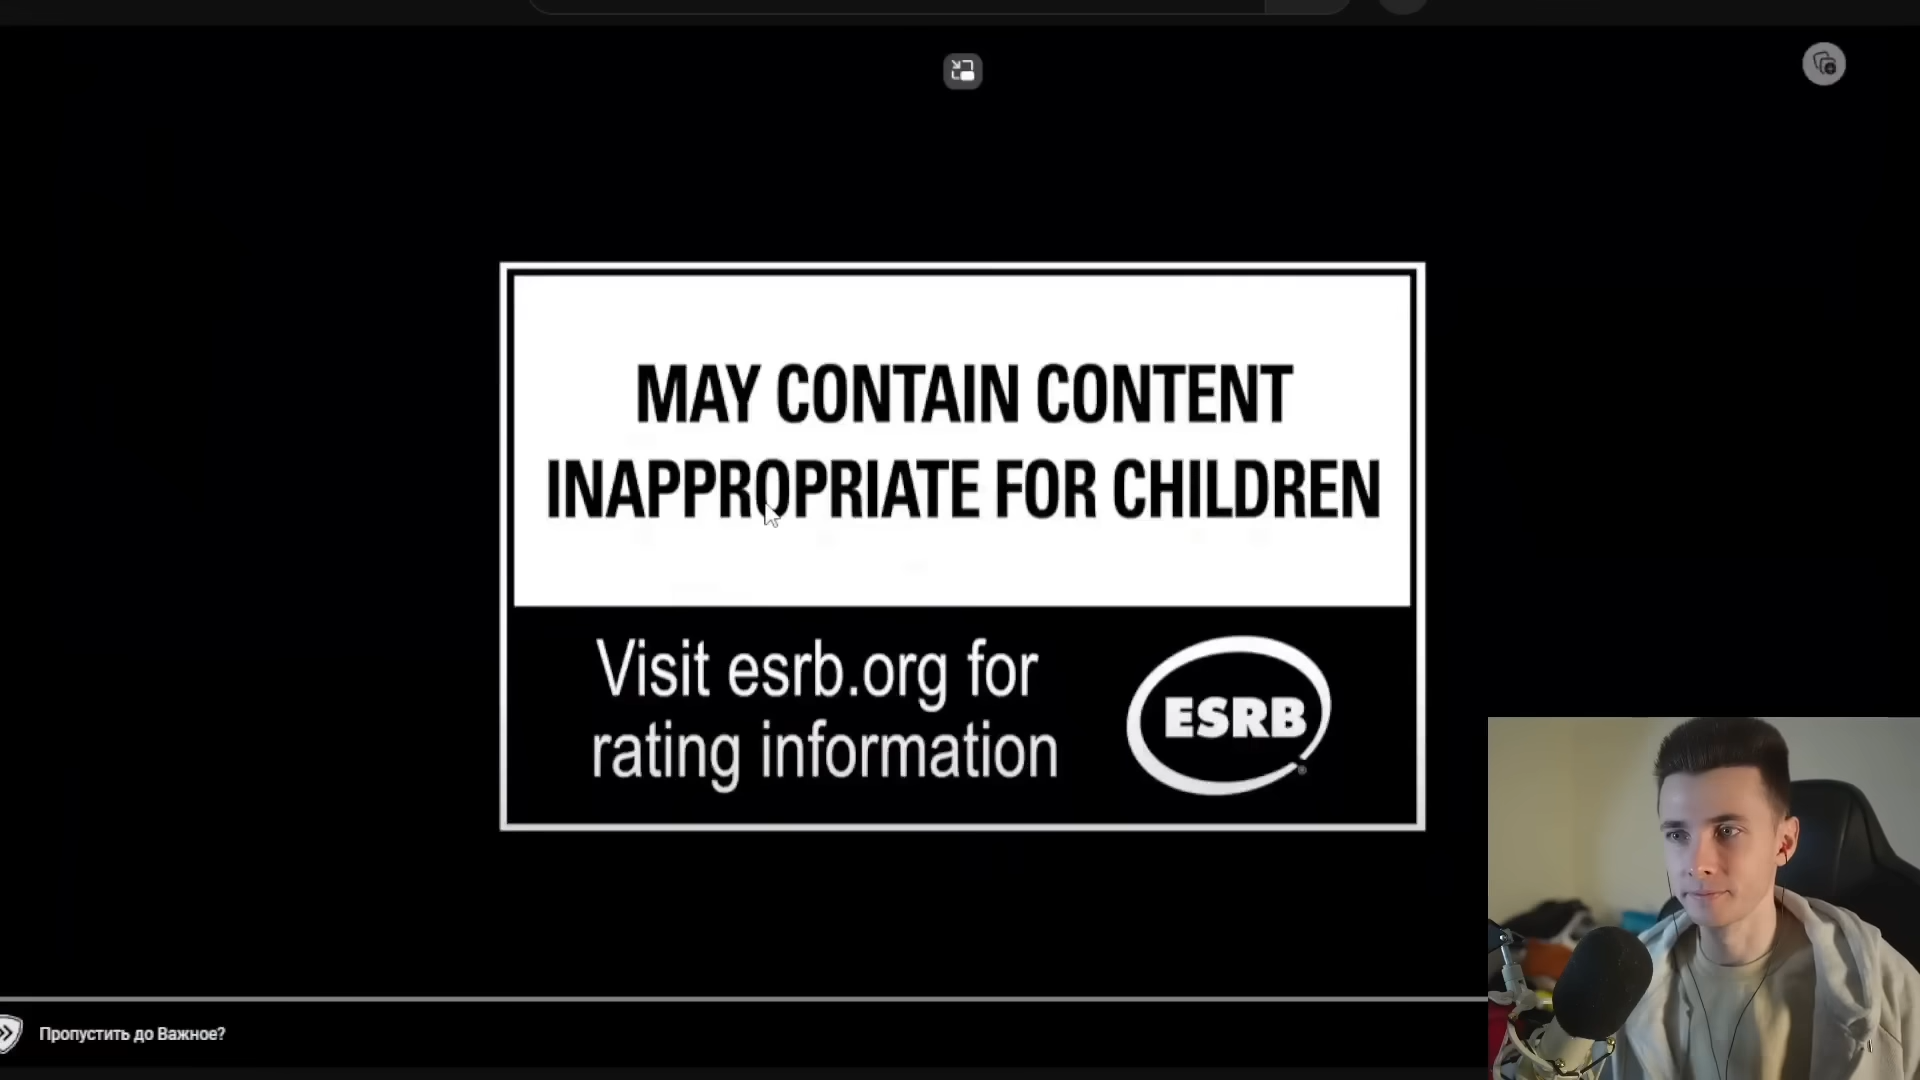 MAY CONTAIN CONTENT
INAPPROPRIATE FOR CHILDREN
Visit esrb.org for
rating information
ESRB
Пропустить до Важное?